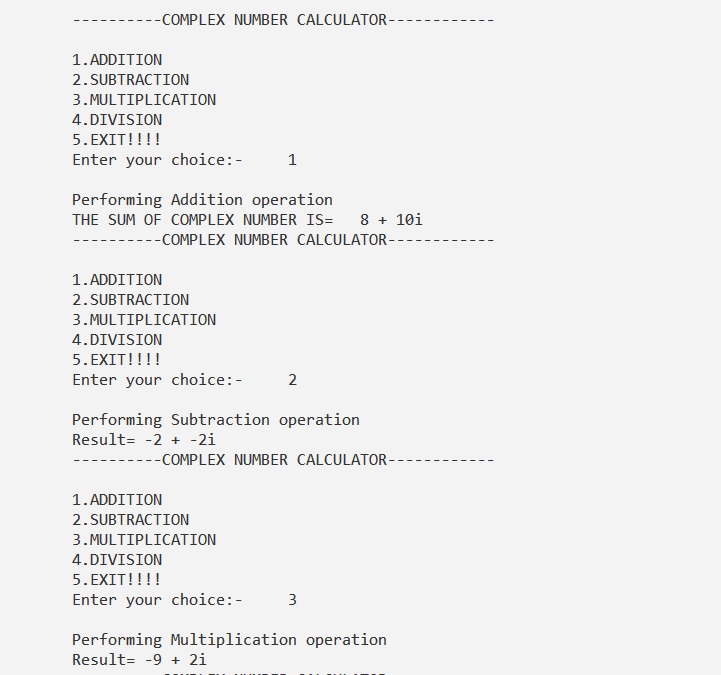 ----------COMPLEX NUMBER CALCULATOR------------
1.ADDITION
2.SUBTRACTION
3.MULTIPLICATION
4.DIVISION
5.EXIT!!!!
Enter your choice:-     1
Performing Addition operation
THE SUM OF COMPLEX NUMBER IS=   8 + 10i
----------COMPLEX NUMBER CALCULATOR------------
1.ADDITION
2.SUBTRACTION
3.MULTIPLICATION
4.DIVISION
5.EXIT!!!!
Enter your choice:-     2
Performing Subtraction operation
Result= -2 + -2i
----------COMPLEX NUMBER CALCULATOR------------
1.ADDITION
2.SUBTRACTION
3.MULTIPLICATION
4.DIVISION
5.EXIT!!!!
Enter your choice:-     3
Performing Multiplication operation
Result= -9 + 2i